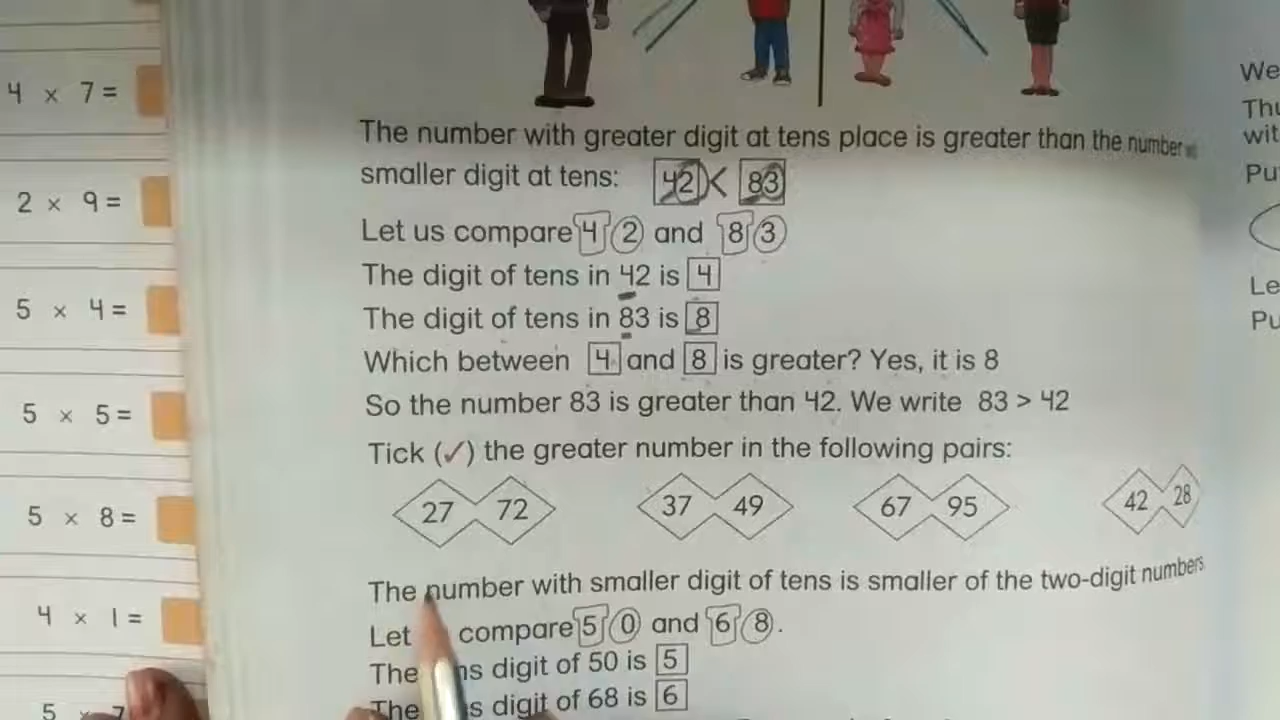 4 × 7 =
2 × 9 =
5 × 4 =
5 × 5 =
5 × 8 =
4 × 1 =
5 × 7
The number with greater digit at tens place is greater than the number
smaller digit at tens: 42 < 83
Let us compare 4 2 and 8 3
The digit of tens in 42 is 4
The digit of tens in 83 is 8
Which between 4 and 8 is greater? Yes, it is 8
So the number 83 is greater than 42. We write 83 > 42
Tick (✓) the greater number in the following pairs:
27 72 37 49 67 95 42 28
The number with smaller digit of tens is smaller of the two-digit numbers
Let compare 5 0 and 6 8.
The ns digit of 50 is 5
The s digit of 68 is 6
We
Thu
wit
Pu
Le
Pu